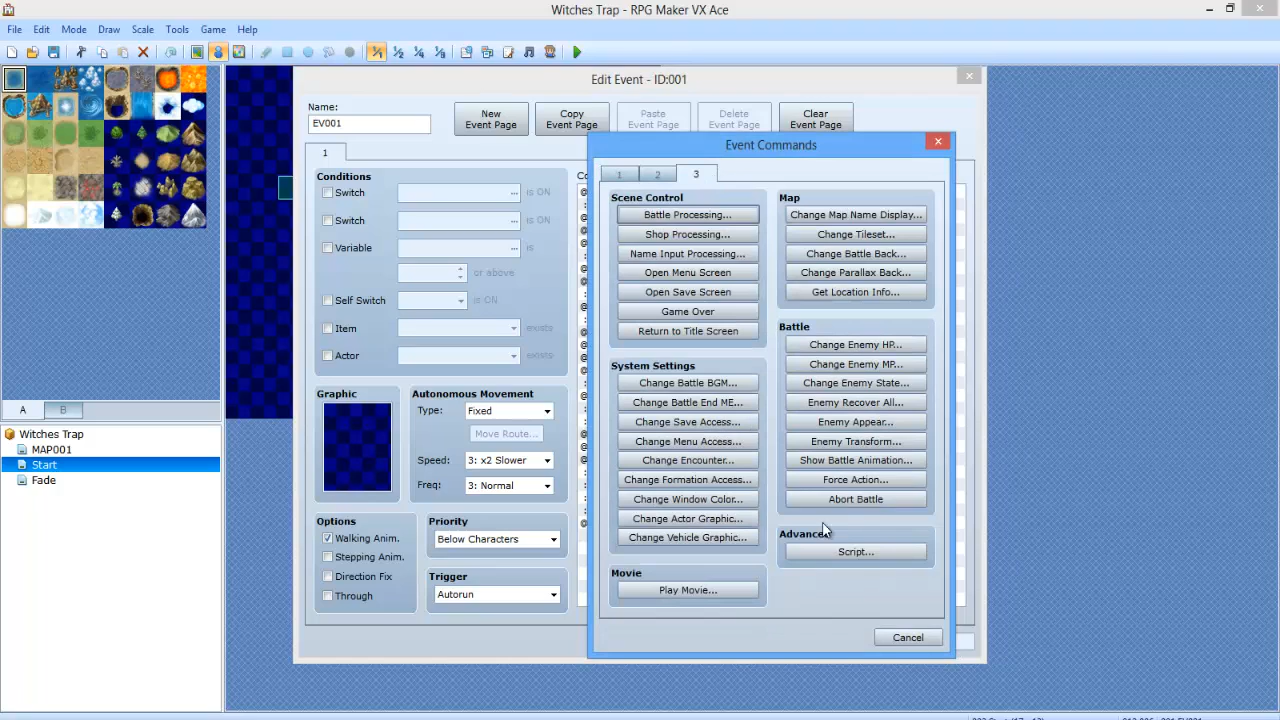 Witches Trap - RPG Maker VX Ace
File Edit Mode Draw Scale Tools Game Help
Edit Event - ID:001
Name:
EV001
New Event Page
Copy Event Page
Paste Event Page
Delete Event Page
Clear Event Page
1
Conditions
Switch ... is ON
Switch ... is ON
Variable ... is
or above
Self Switch is ON
Item exists
Actor exists
Graphic
Autonomous Movement
Type: Fixed
Move Route...
Speed: 3: x2 Slower
Freq: 3: Normal
Options
Walking Anim.
Stepping Anim.
Direction Fix
Through
Priority
Below Characters
Trigger
Autorun
Event Commands
1 2 3
Scene Control
Battle Processing...
Shop Processing...
Name Input Processing...
Open Menu Screen
Open Save Screen
Game Over
Return to Title Screen
System Settings
Change Battle BGM...
Change Battle End ME...
Change Save Access...
Change Menu Access...
Change Encounter...
Change Formation Access...
Change Window Color...
Change Actor Graphic...
Change Vehicle Graphic...
Movie
Play Movie...
Map
Change Map Name Display...
Change Tileset...
Change Battle Back...
Change Parallax Back...
Get Location Info...
Battle
Change Enemy HP...
Change Enemy MP...
Change Enemy State...
Enemy Recover All...
Enemy Appear...
Enemy Transform...
Show Battle Animation...
Force Action...
Abort Battle
Advanced
Script...
Cancel
A B
Witches Trap
MAP001
Start
Fade